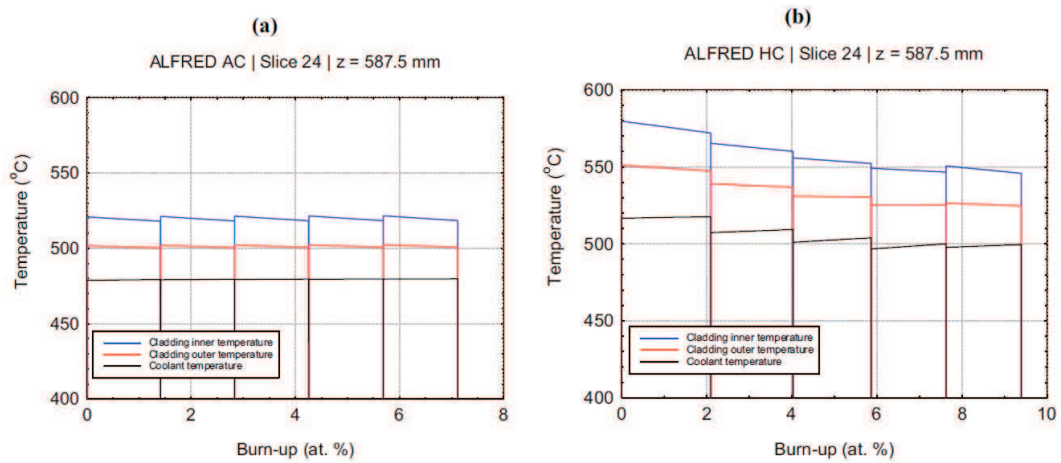 (a)
ALFRED AC | Slice 24 | z = 587.5 mm
600
550
500
450
400
Temperature (°C)
Cladding inner temperature
Cladding outer temperature
Coolant temperature
0 2 4 6 8
Burn-up (at. %)
(b)
ALFRED HC | Slice 24 | z = 587.5 mm
600
550
500
450
400
Temperature (°C)
Cladding inner temperature
Cladding outer temperature
Coolant temperature
0 2 4 6 8 10
Burn-up (at. %)